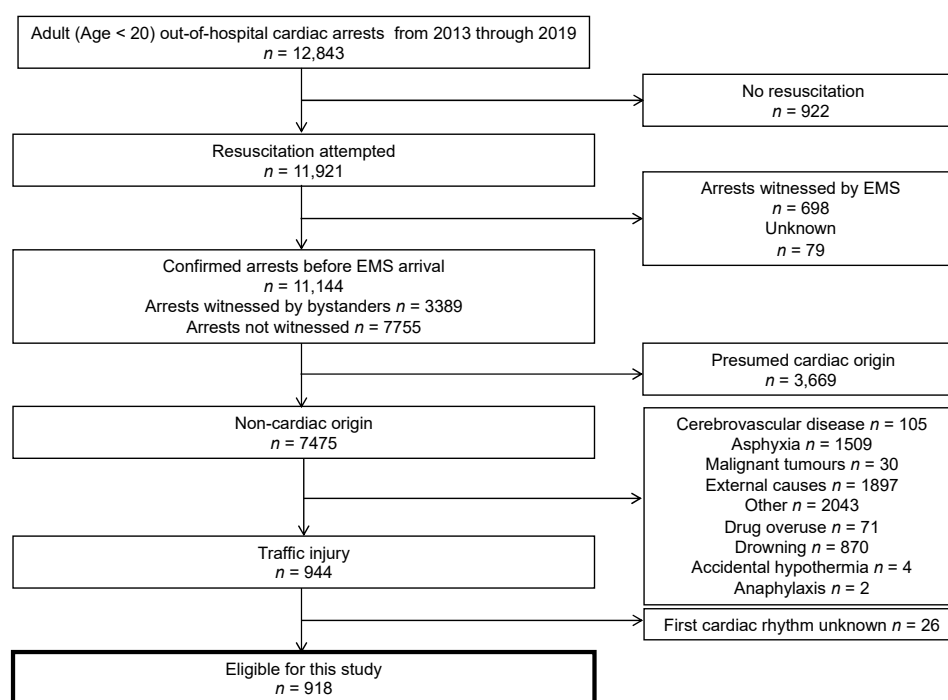 Adult (Age < 20) out-of-hospital cardiac arrests from 2013 through 2019
n = 12,843
No resuscitation
n = 922
Resuscitation attempted
n = 11,921
Arrests witnessed by EMS
n = 698
Unknown
n = 79
Confirmed arrests before EMS arrival
n = 11,144
Arrests witnessed by bystanders n = 3389
Arrests not witnessed n = 7755
Presumed cardiac origin
n = 3,669
Non-cardiac origin
n = 7475
Cerebrovascular disease n = 105
Asphyxia n = 1509
Malignant tumours n = 30
External causes n = 1897
Other n = 2043
Drug overuse n = 71
Drowning n = 870
Accidental hypothermia n = 4
Anaphylaxis n = 2
Traffic injury
n = 944
First cardiac rhythm unknown n = 26
Eligible for this study
n = 918